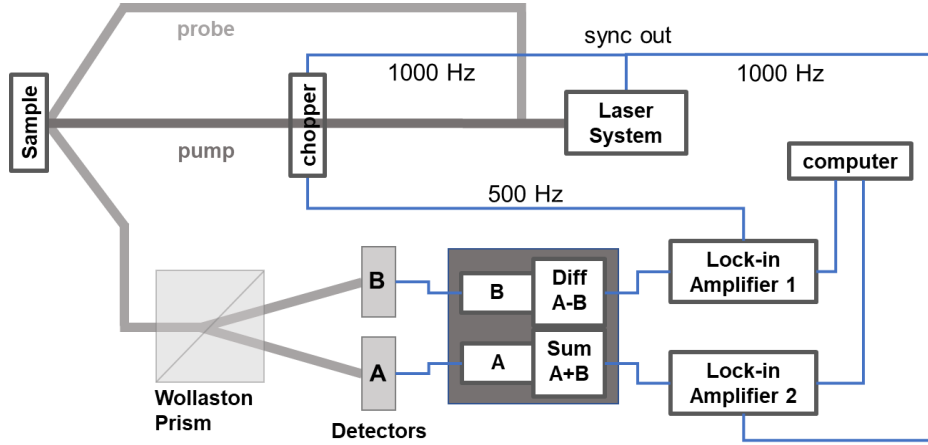 probe
sync out
1000 Hz
1000 Hz
Sample
chopper
Laser
System
pump
computer
500 Hz
B
B
Diff
A-B
Lock-in
Amplifier 1
A
A
Sum
A+B
Lock-in
Amplifier 2
Wollaston
Prism
Detectors